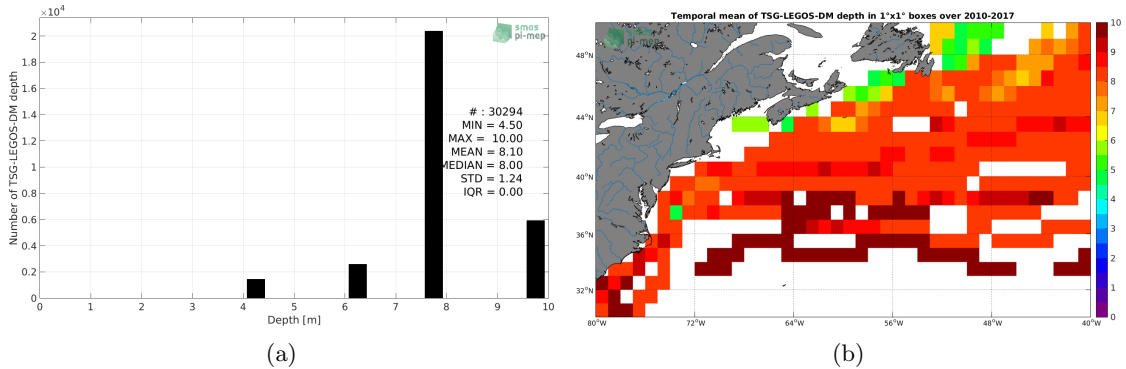 ×10⁴
2
1.8
1.6
1.4
1.2
1
0.8
0.6
0.4
0.2
0
Number of TSG-LEGOS-DM depth
smos
pi-mep
# : 30294
MIN = 4.50
MAX = 10.00
MEAN = 8.10
MEDIAN = 8.00
STD = 1.24
IQR = 0.00
0 1 2 3 4 5 6 7 8 9 10
Depth [m]
(a)
Temporal mean of TSG-LEGOS-DM depth in 1°x1° boxes over 2010-2017
smos
pi-mep
48°N
44°N
40°N
36°N
32°N
80°W 72°W 64°W 56°W 48°W 40°W
10
9
8
7
6
5
4
3
2
1
0
(b)